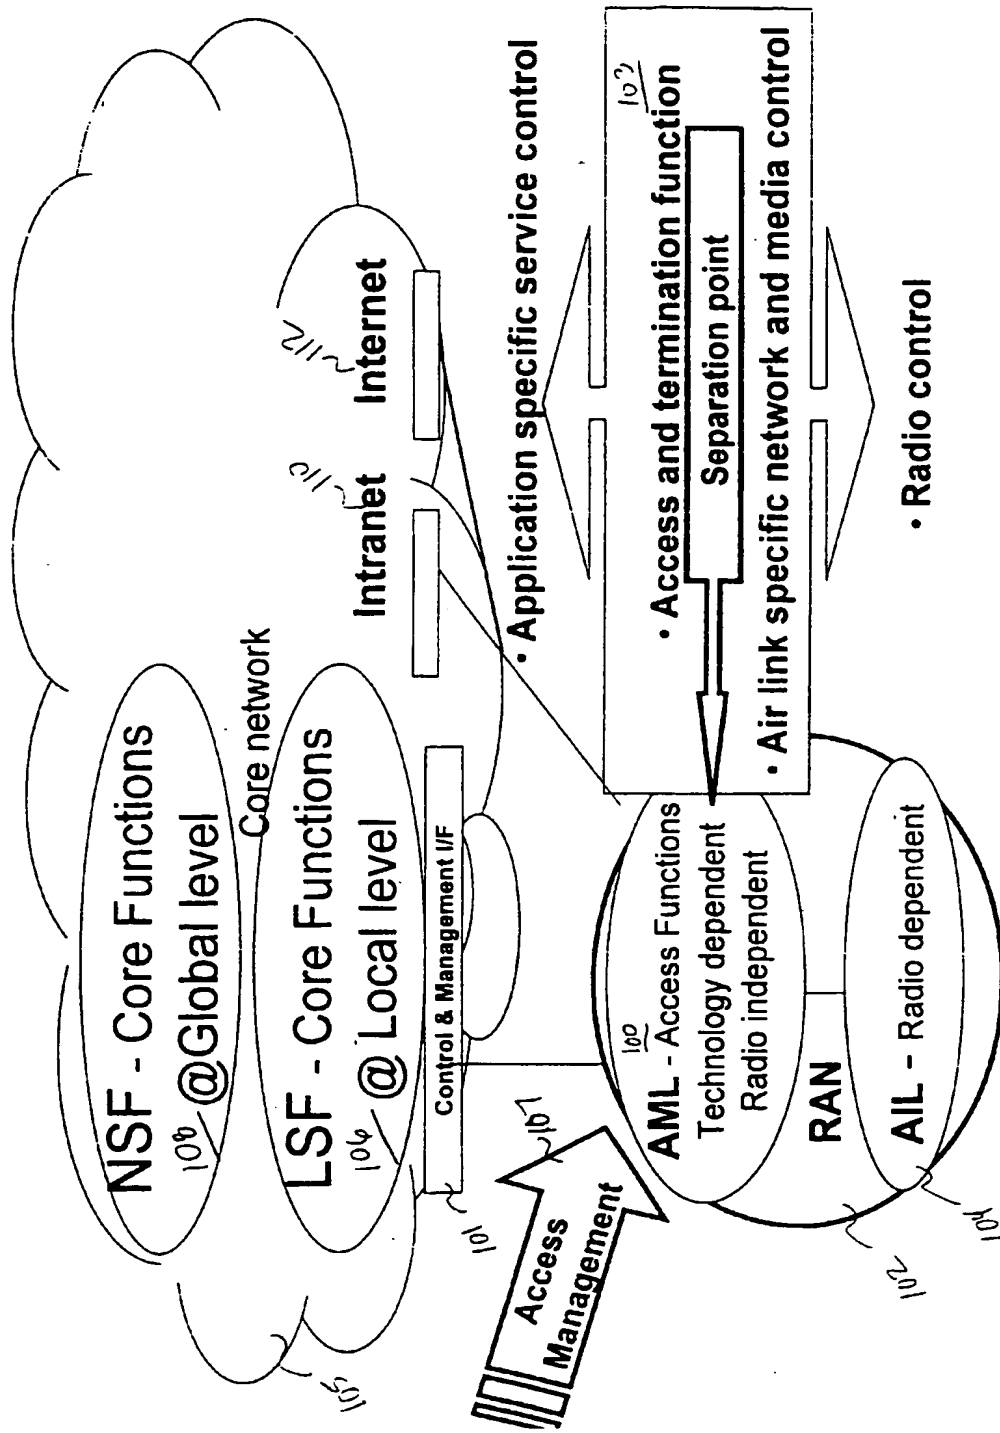 NSF - Core Functions
108 @Global level
Core network
LSF - Core Functions
106 @ Local level
Control & Management I/F
101
105
Intranet
110
Internet
112
Access
Management
107
100
AML - Access Functions
Technology dependent
Radio independent
RAN
AIL - Radio dependent
102
104
• Application specific service control
103
• Access and termination function
Separation point
• Air link specific network and media control
• Radio control